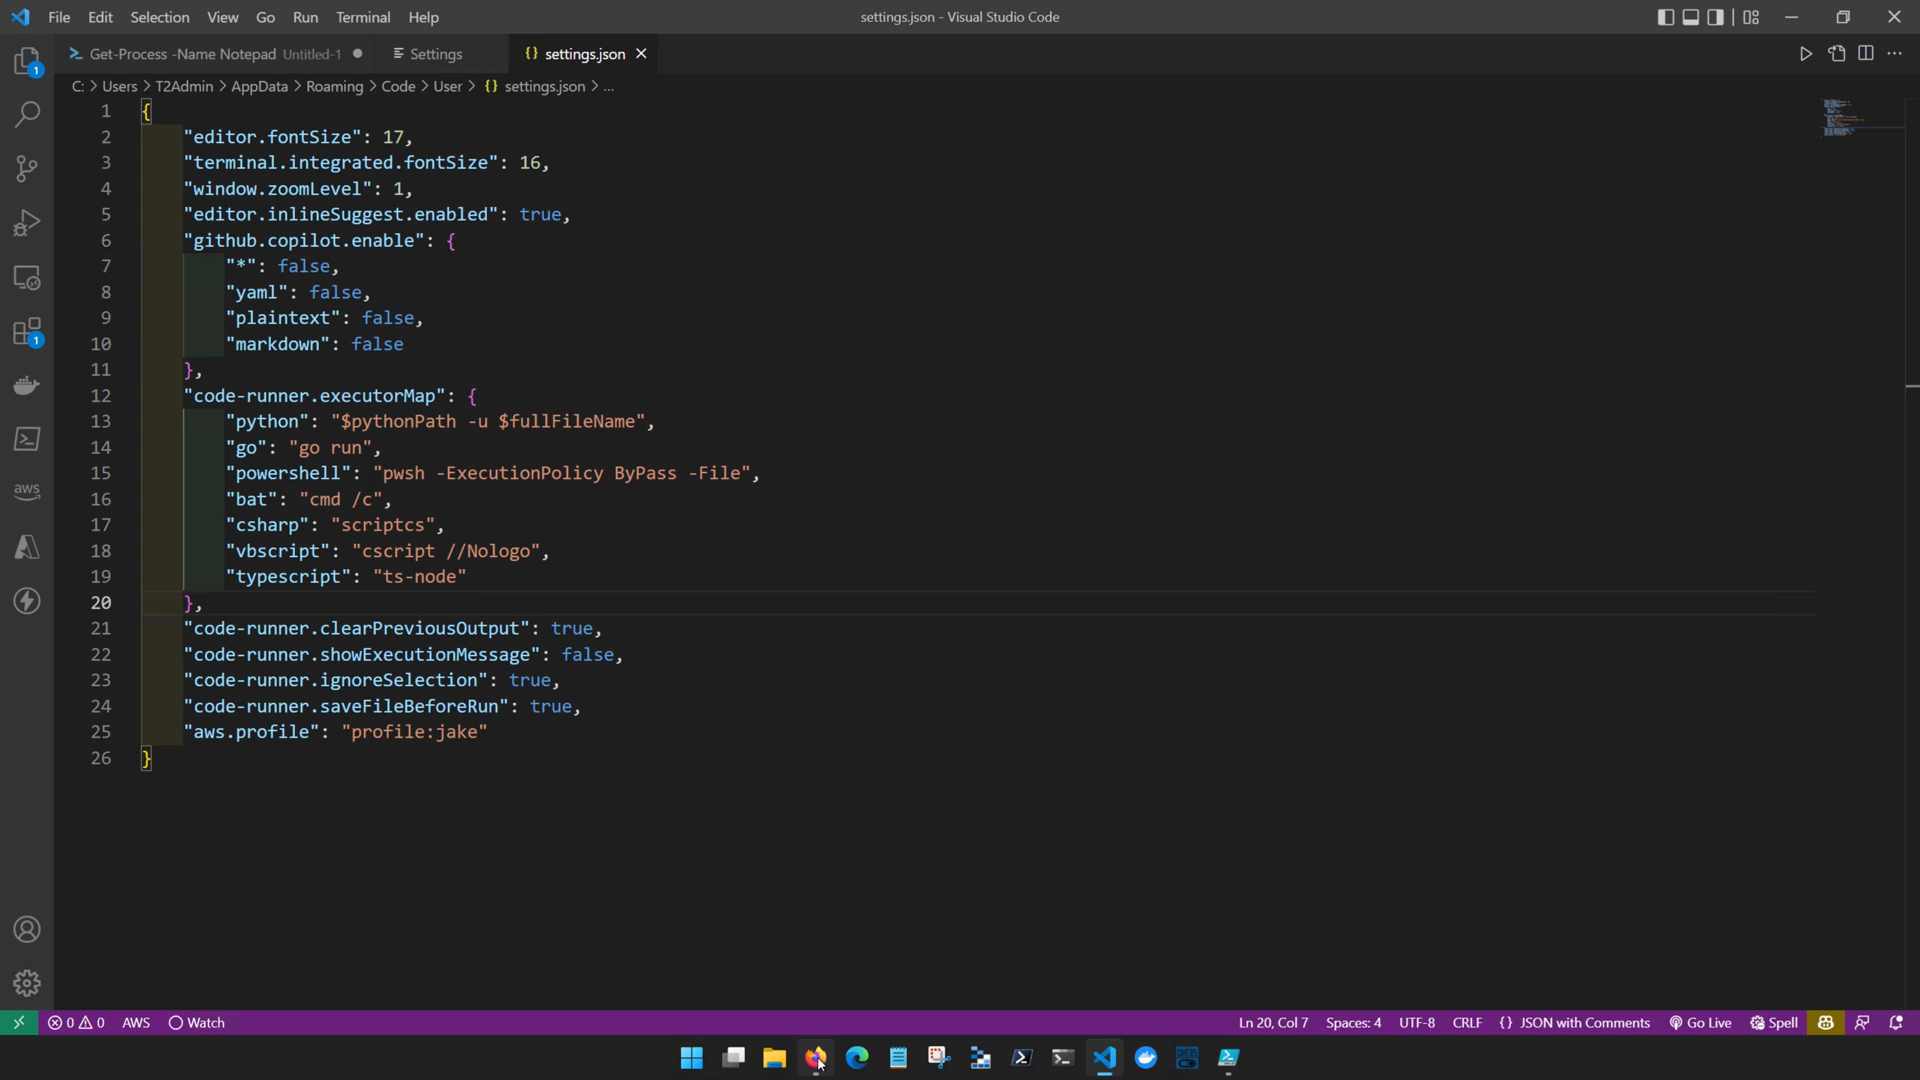 File Edit Selection View Go Run Terminal Help settings.json - Visual Studio Code
Get-Process -Name Notepad Untitled-1 Settings {} settings.json
C: > Users > T2Admin > AppData > Roaming > Code > User > {} settings.json > ...
1 {
2 "editor.fontSize": 17,
3 "terminal.integrated.fontSize": 16,
4 "window.zoomLevel": 1,
5 "editor.inlineSuggest.enabled": true,
6 "github.copilot.enable": {
7 "*": false,
8 "yaml": false,
9 "plaintext": false,
10 "markdown": false
11 },
12 "code-runner.executorMap": {
13 "python": "$pythonPath -u $fullFileName",
14 "go": "go run",
15 "powershell": "pwsh -ExecutionPolicy ByPass -File",
16 "bat": "cmd /c",
17 "csharp": "scriptcs",
18 "vbscript": "cscript //Nologo",
19 "typescript": "ts-node"
20 },
21 "code-runner.clearPreviousOutput": true,
22 "code-runner.showExecutionMessage": false,
23 "code-runner.ignoreSelection": true,
24 "code-runner.saveFileBeforeRun": true,
25 "aws.profile": "profile:jake"
26 }
1
1
aws
0 0 AWS Watch Ln 20, Col 7 Spaces: 4 UTF-8 CRLF {} JSON with Comments Go Live Spell